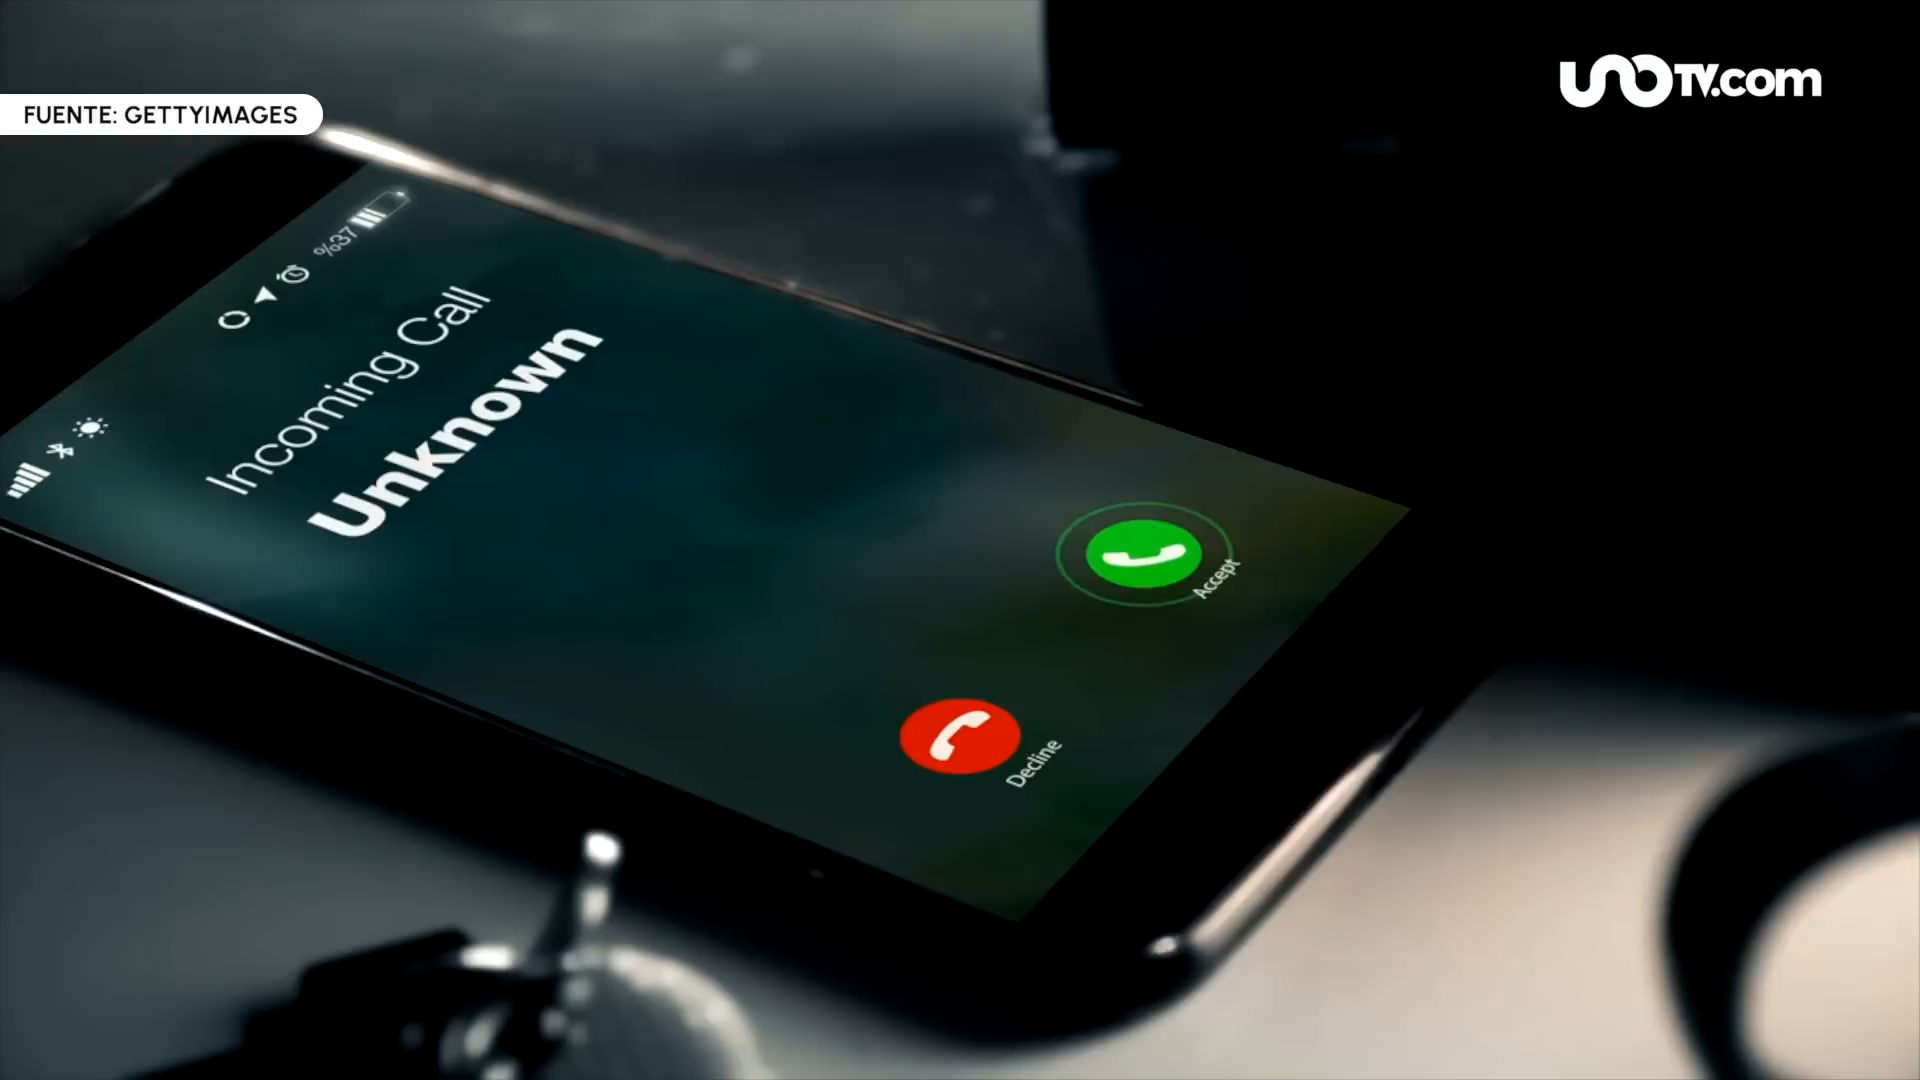 FUENTE: GETTYIMAGES
UNOTV.com
%37
Incoming Call
Unknown
Accept
Decline